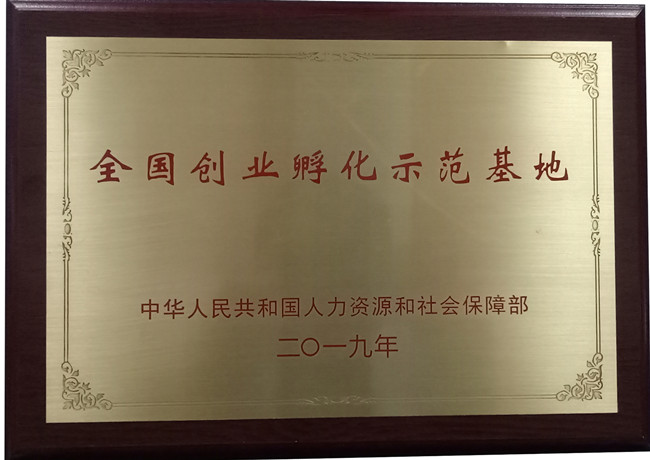 全国创业孵化示范基地
中华人民共和国人力资源和社会保障部
二〇一九年